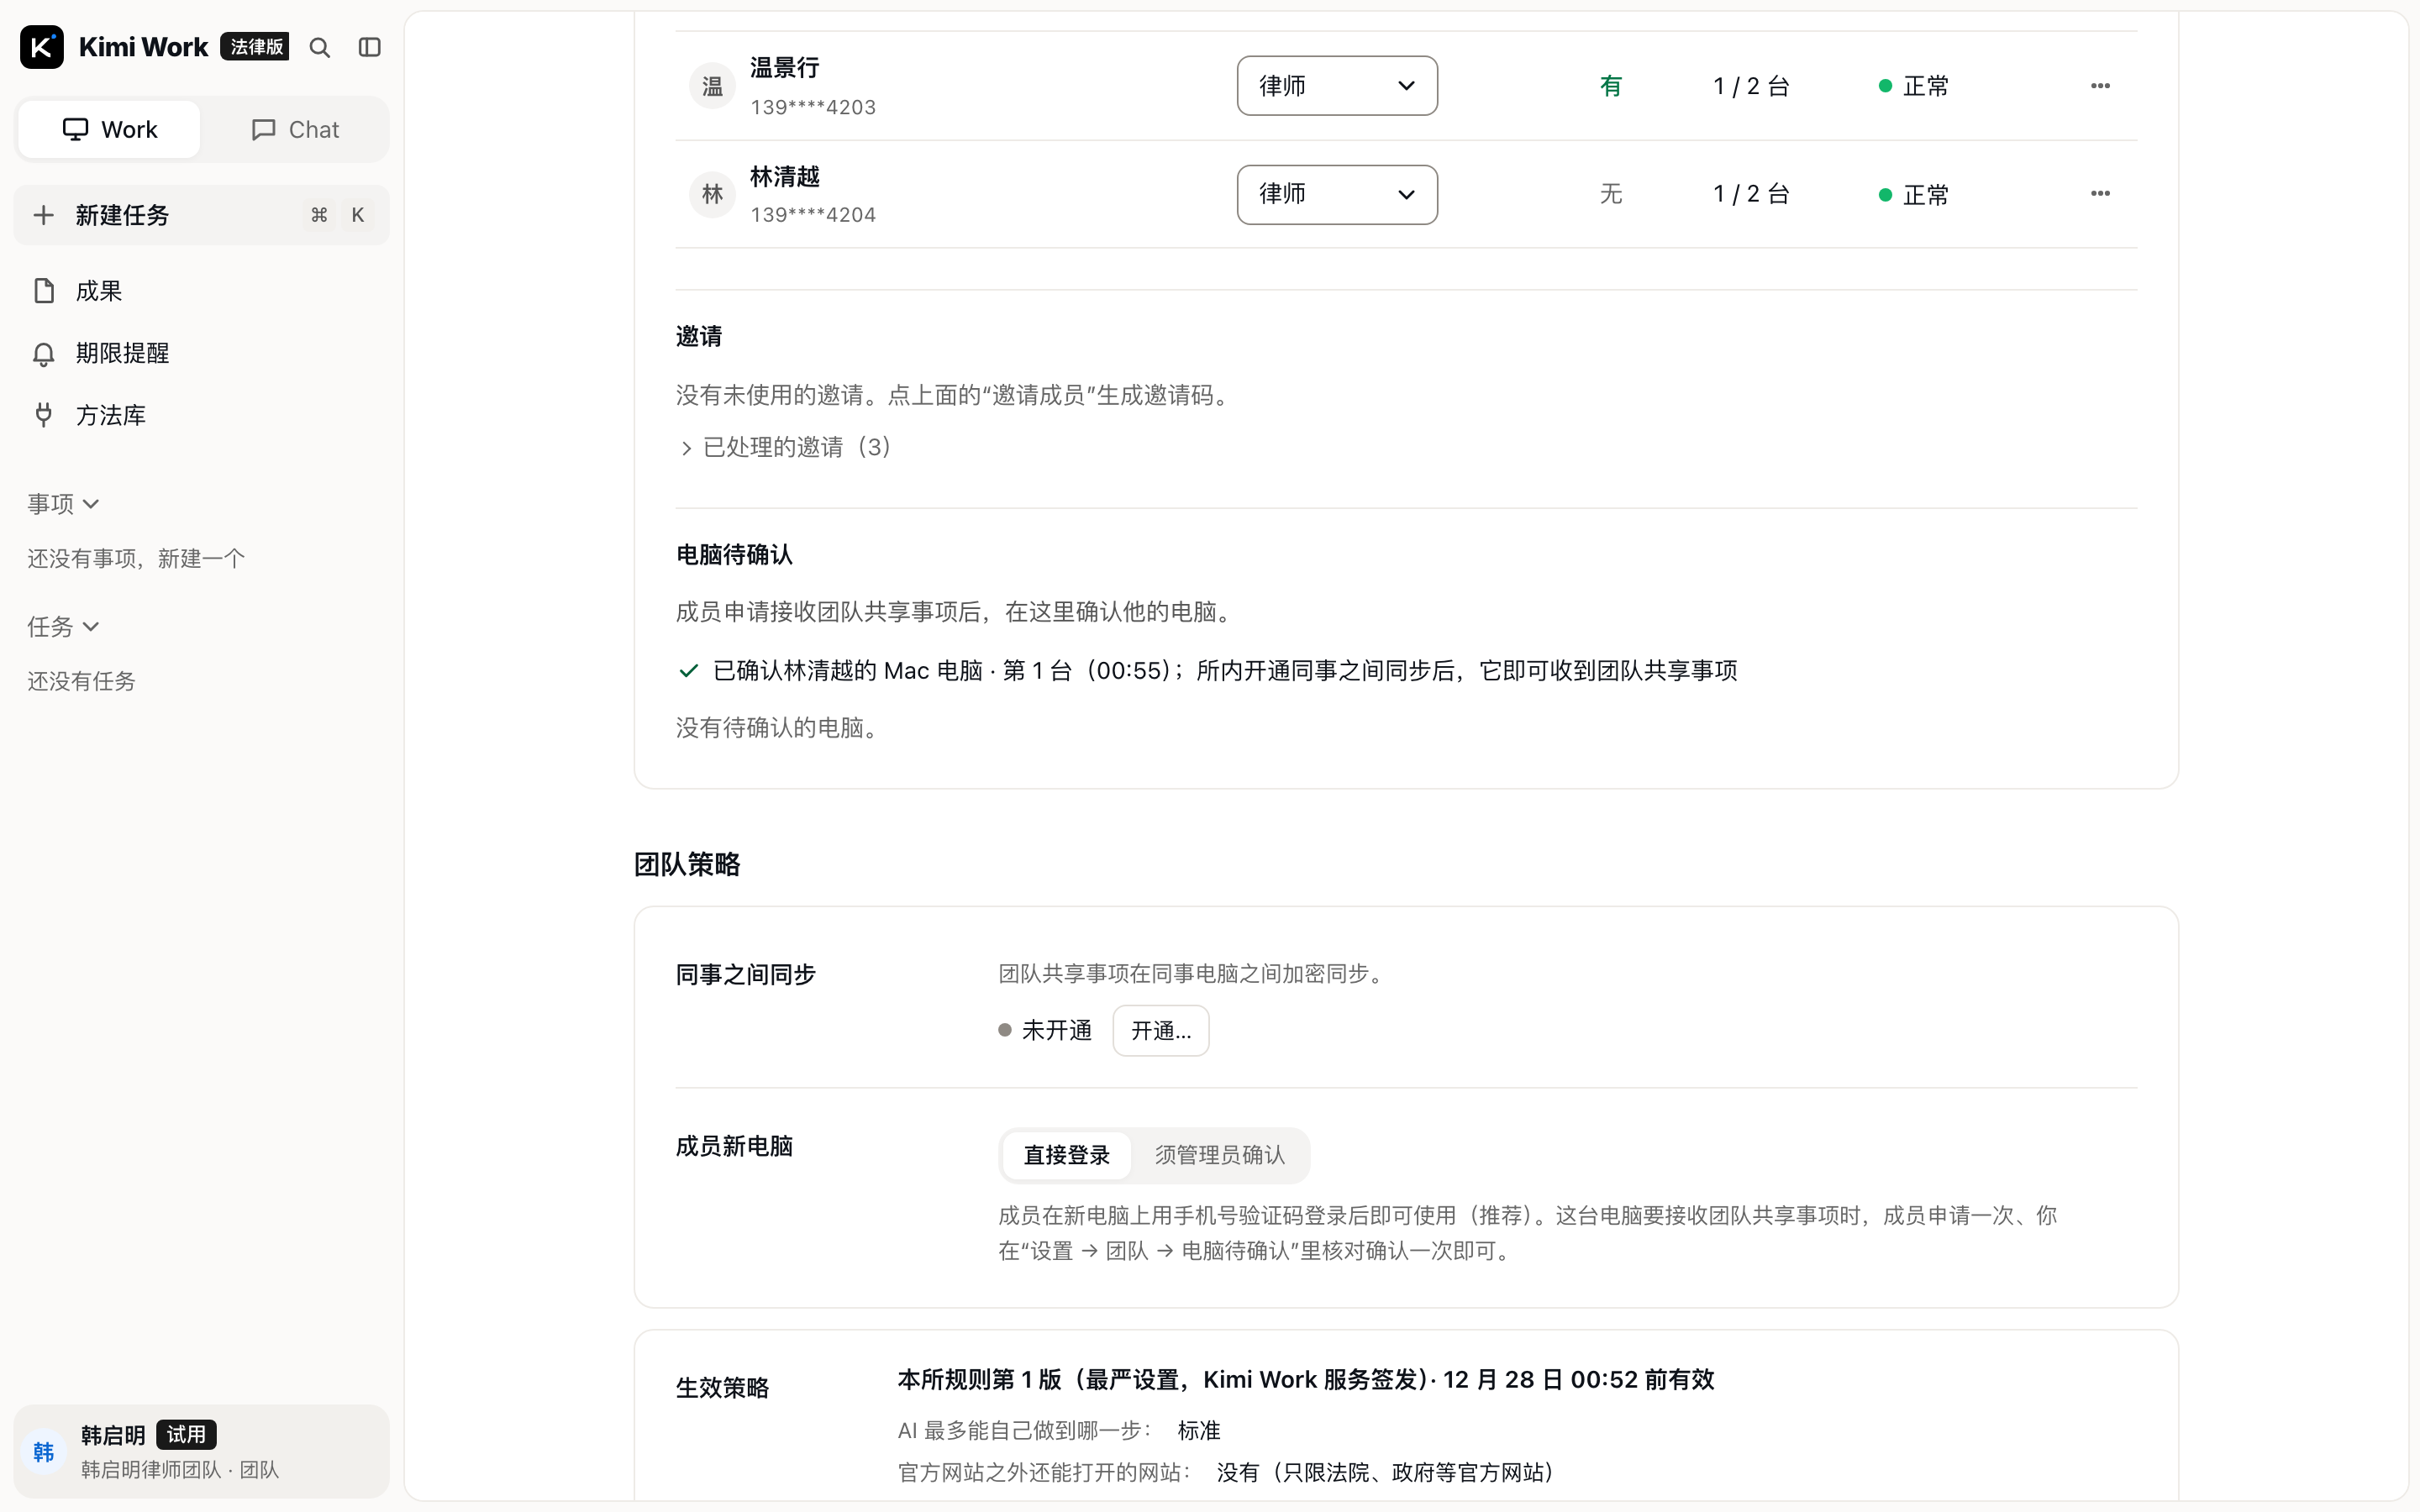 Kimi Work 法律版
Work
Chat
新建任务 ⌘ K
成果
期限提醒
方法库
事项
还没有事项，新建一个
任务
还没有任务
韩
韩启明 试用
韩启明律师团队 · 团队
温 温景行 律师 有 1 / 2 台 正常 •••
139****4203
林 林清越 律师 无 1 / 2 台 正常 •••
139****4204
邀请
没有未使用的邀请。点上面的“邀请成员”生成邀请码。
已处理的邀请（3）
电脑待确认
成员申请接收团队共享事项后，在这里确认他的电脑。
已确认林清越的 Mac 电脑 · 第 1 台（00:55）；所内开通同事之间同步后，它即可收到团队共享事项
没有待确认的电脑。
团队策略
同事之间同步
团队共享事项在同事电脑之间加密同步。
未开通 开通...
成员新电脑
直接登录 须管理员确认
成员在新电脑上用手机号验证码登录后即可使用（推荐）。这台电脑要接收团队共享事项时，成员申请一次、你
在“设置 → 团队 → 电脑待确认”里核对确认一次即可。
生效策略
本所规则第 1 版（最严设置，Kimi Work 服务签发）· 12 月 28 日 00:52 前有效
AI 最多能自己做到哪一步： 标准
官方网站之外还能打开的网站： 没有（只限法院、政府等官方网站）